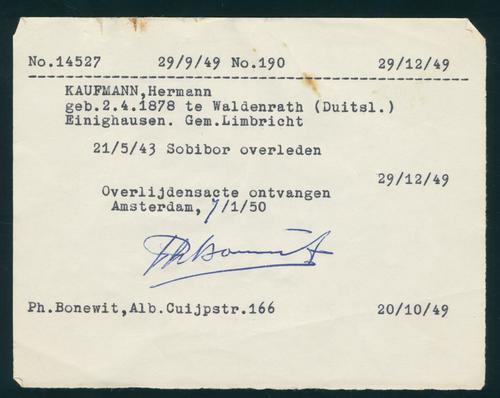 No.14527 29/9/49 No.190 29/12/49
KAUFMANN,Hermann
geb.2.4.1878 te Waldenrath (Duitsl.)
Einighausen. Gem.Limbricht
21/5/43 Sobibor overleden
29/12/49
Overlijdensacte ontvangen
Amsterdam, 7/1/50
PhBonewit
Ph.Bonewit,Alb.Cuijpstr.166 20/10/49